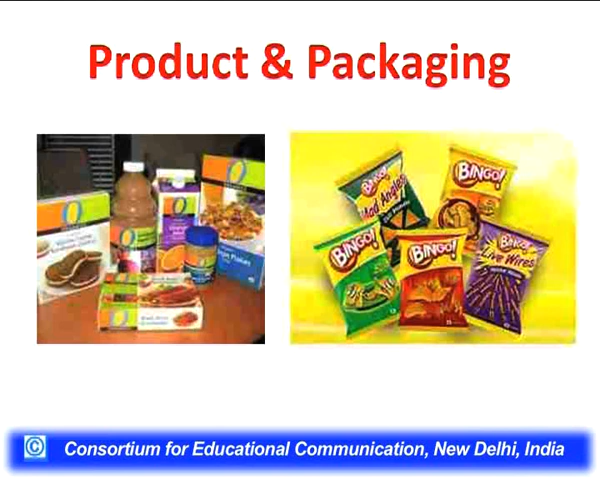 Product & Packaging
O
O
O
BINGO!
Mad Angles
BINGO!
BINGO!
BINGO!
BINGO!
Live Wires
© Consortium for Educational Communication, New Delhi, India